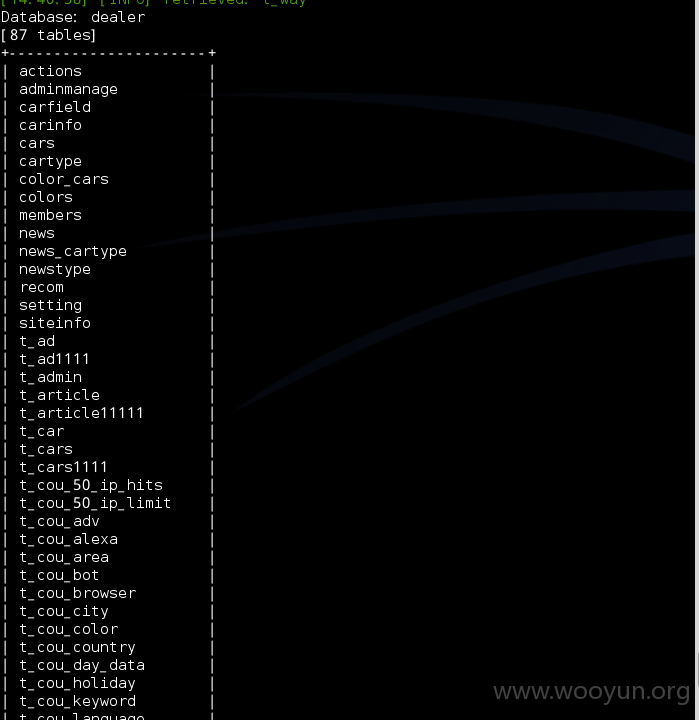 [14:46:58] [INFO] retrieved: t_way
Database: dealer
[87 tables]
+----------------------+
| actions |
| adminmanage |
| carfield |
| carinfo |
| cars |
| cartype |
| color_cars |
| colors |
| members |
| news |
| news_cartype |
| newstype |
| recom |
| setting |
| siteinfo |
| t_ad |
| t_ad1111 |
| t_admin |
| t_article |
| t_article11111 |
| t_car |
| t_cars |
| t_cars1111 |
| t_cou_50_ip_hits |
| t_cou_50_ip_limit |
| t_cou_adv |
| t_cou_alexa |
| t_cou_area |
| t_cou_bot |
| t_cou_browser |
| t_cou_city |
| t_cou_color |
| t_cou_country |
| t_cou_day_data |
| t_cou_holiday |
| t_cou_keyword |
| t_cou_language |
www.wooyun.org